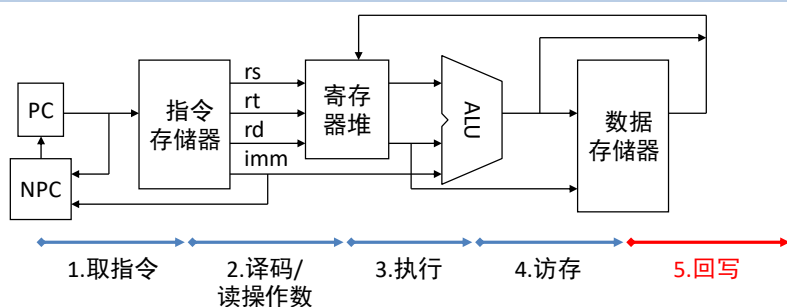 PC
NPC
指令
存储器
rs
rt
rd
imm
寄存
器堆
ALU
数据
存储器
1.取指令
2.译码/
读操作数
3.执行
4.访存
5.回写